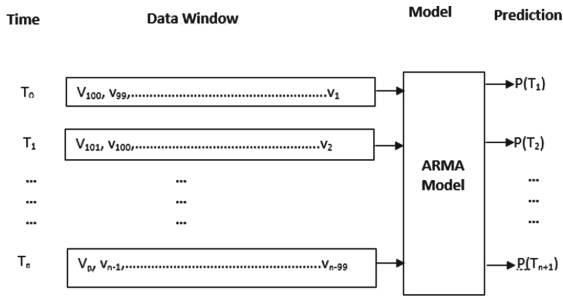 Time Data Window Model Prediction
T₀ V₁₀₀, v₉₉,..................................................v₁ P(T₁)
T₁ V₁₀₁, v₁₀₀,................................................v₂ P(T₂)
ARMA
Model
... ... ...
... ... ...
... ... ...
Tₙ Vₙ, vₙ₋₁,..................................................vₙ₋₉₉ P(Tₙ₊₁)